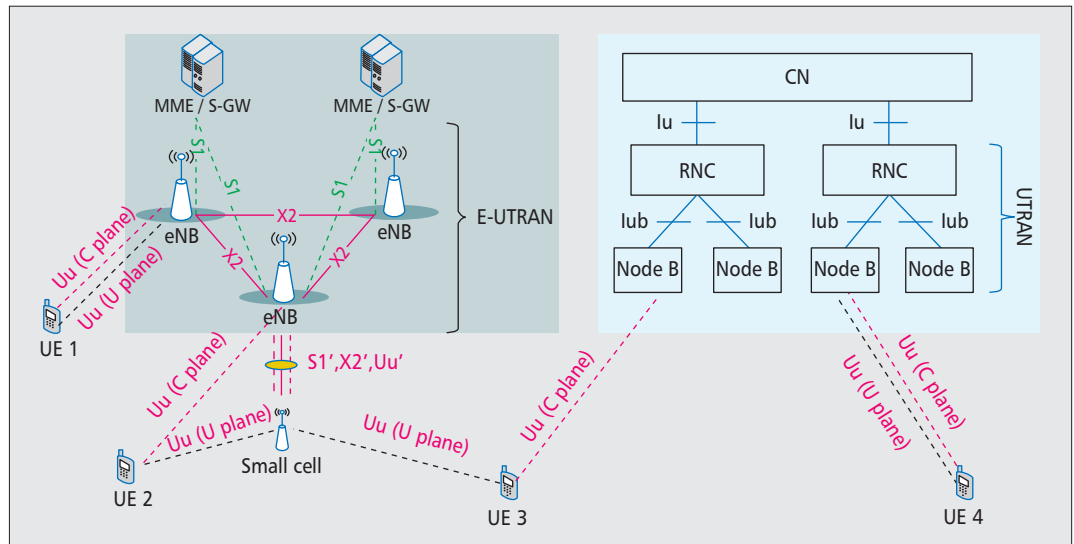 MME / S-GW
MME / S-GW
S1
S1
S1
S1
X2
X2
X2
eNB
eNB
eNB
E-UTRAN
Uu (C plane)
Uu (U plane)
UE 1
Uu (C plane)
S1’,X2’,Uu’
Uu (U plane)
Small cell
UE 2
Uu (U plane)
UE 3
Uu (C plane)
CN
Iu
Iu
RNC
RNC
Iub
Iub
Iub
Iub
Node B
Node B
Node B
Node B
UTRAN
Uu (C plane)
Uu (U plane)
UE 4